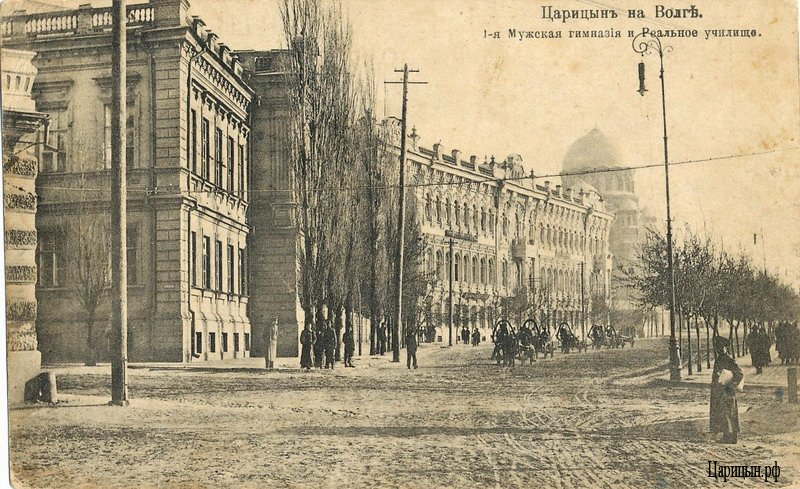 Царицынъ на Волгѣ.
1-я Мужская гимназія и Реальное училище.
Царицын.рф